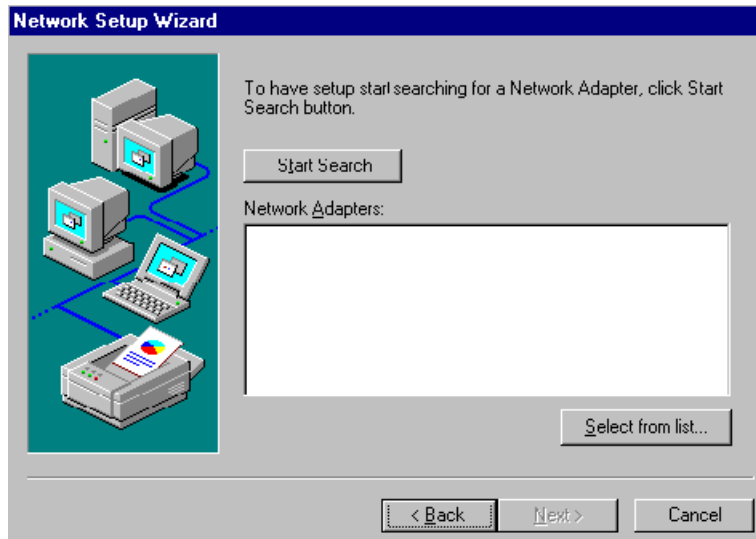 Network Setup Wizard
To have setup start searching for a Network Adapter, click Start
Search button.
Start Search
Network Adapters:
Select from list...
< Back
Next >
Cancel